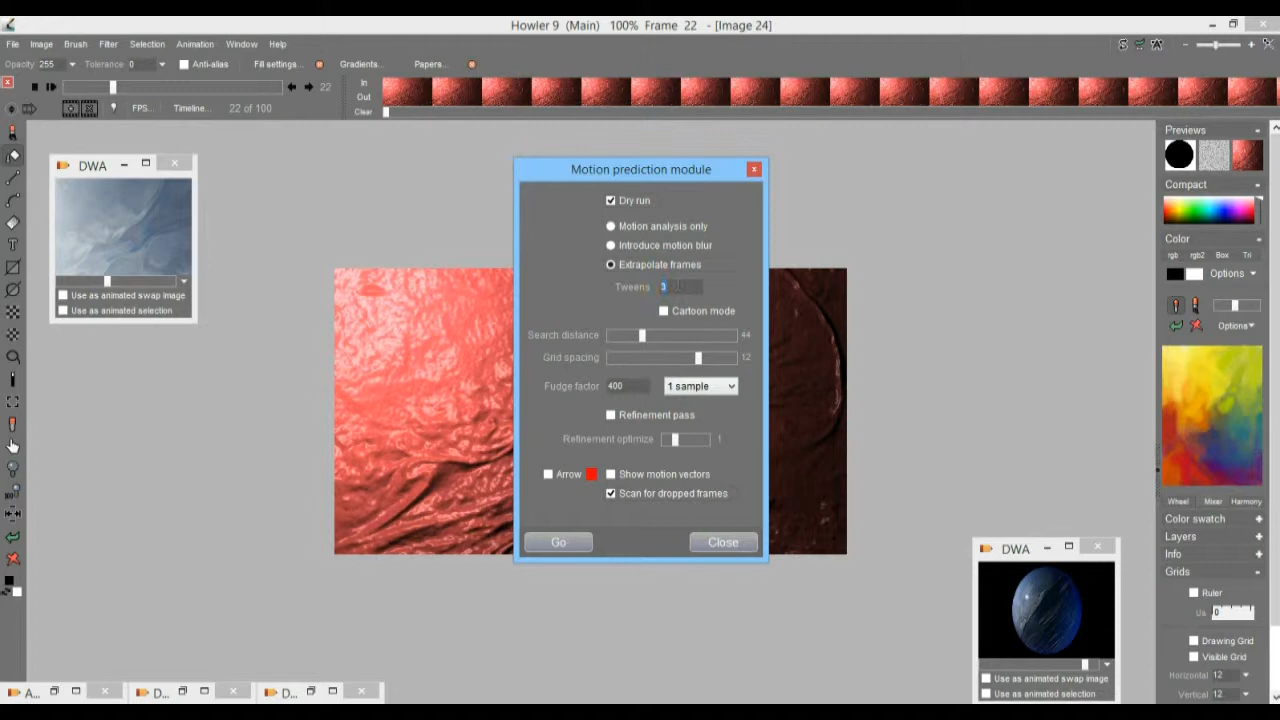 Howler 9 (Main) 100% Frame 22 - [Image 24]
File Image Brush Filter Selection Animation Window Help
Opacity 255 Tolerance 0 Anti-alias Fill settings... Gradients... Papers...
22
In
Out
Clear
FPS... Timeline... 22 of 100
DWA
Use as animated swap image
Use as animated selection
Motion prediction module
Dry run
Motion analysis only
Introduce motion blur
Extrapolate frames
Tweens 3
Cartoon mode
Search distance 44
Grid spacing 12
Fudge factor 400 1 sample
Refinement pass
Refinement optimize 1
Arrow Show motion vectors
Scan for dropped frames
Go Close
Previews
Compact
Color
rgb rgb2 Box Tri
Options
Options
Wheel Mixer Harmony
Color swatch
Layers
Info
Grids
Ruler
Us 0
Drawing Grid
Visible Grid
Horizontal 12
Vertical 12
DWA
Use as animated swap image
Use as animated selection
A... D... D...